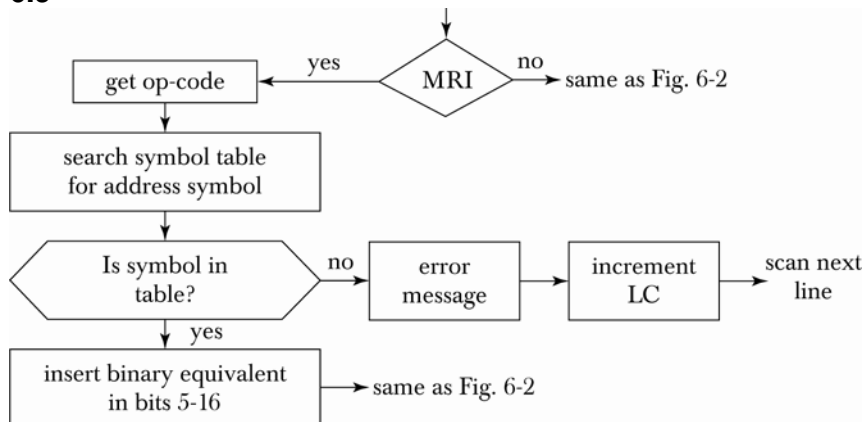 yes
MRI
no
same as Fig. 6-2
get op-code
search symbol table
for address symbol
Is symbol in
table?
no
error
message
increment
LC
scan next
line
yes
insert binary equivalent
in bits 5-16
same as Fig. 6-2